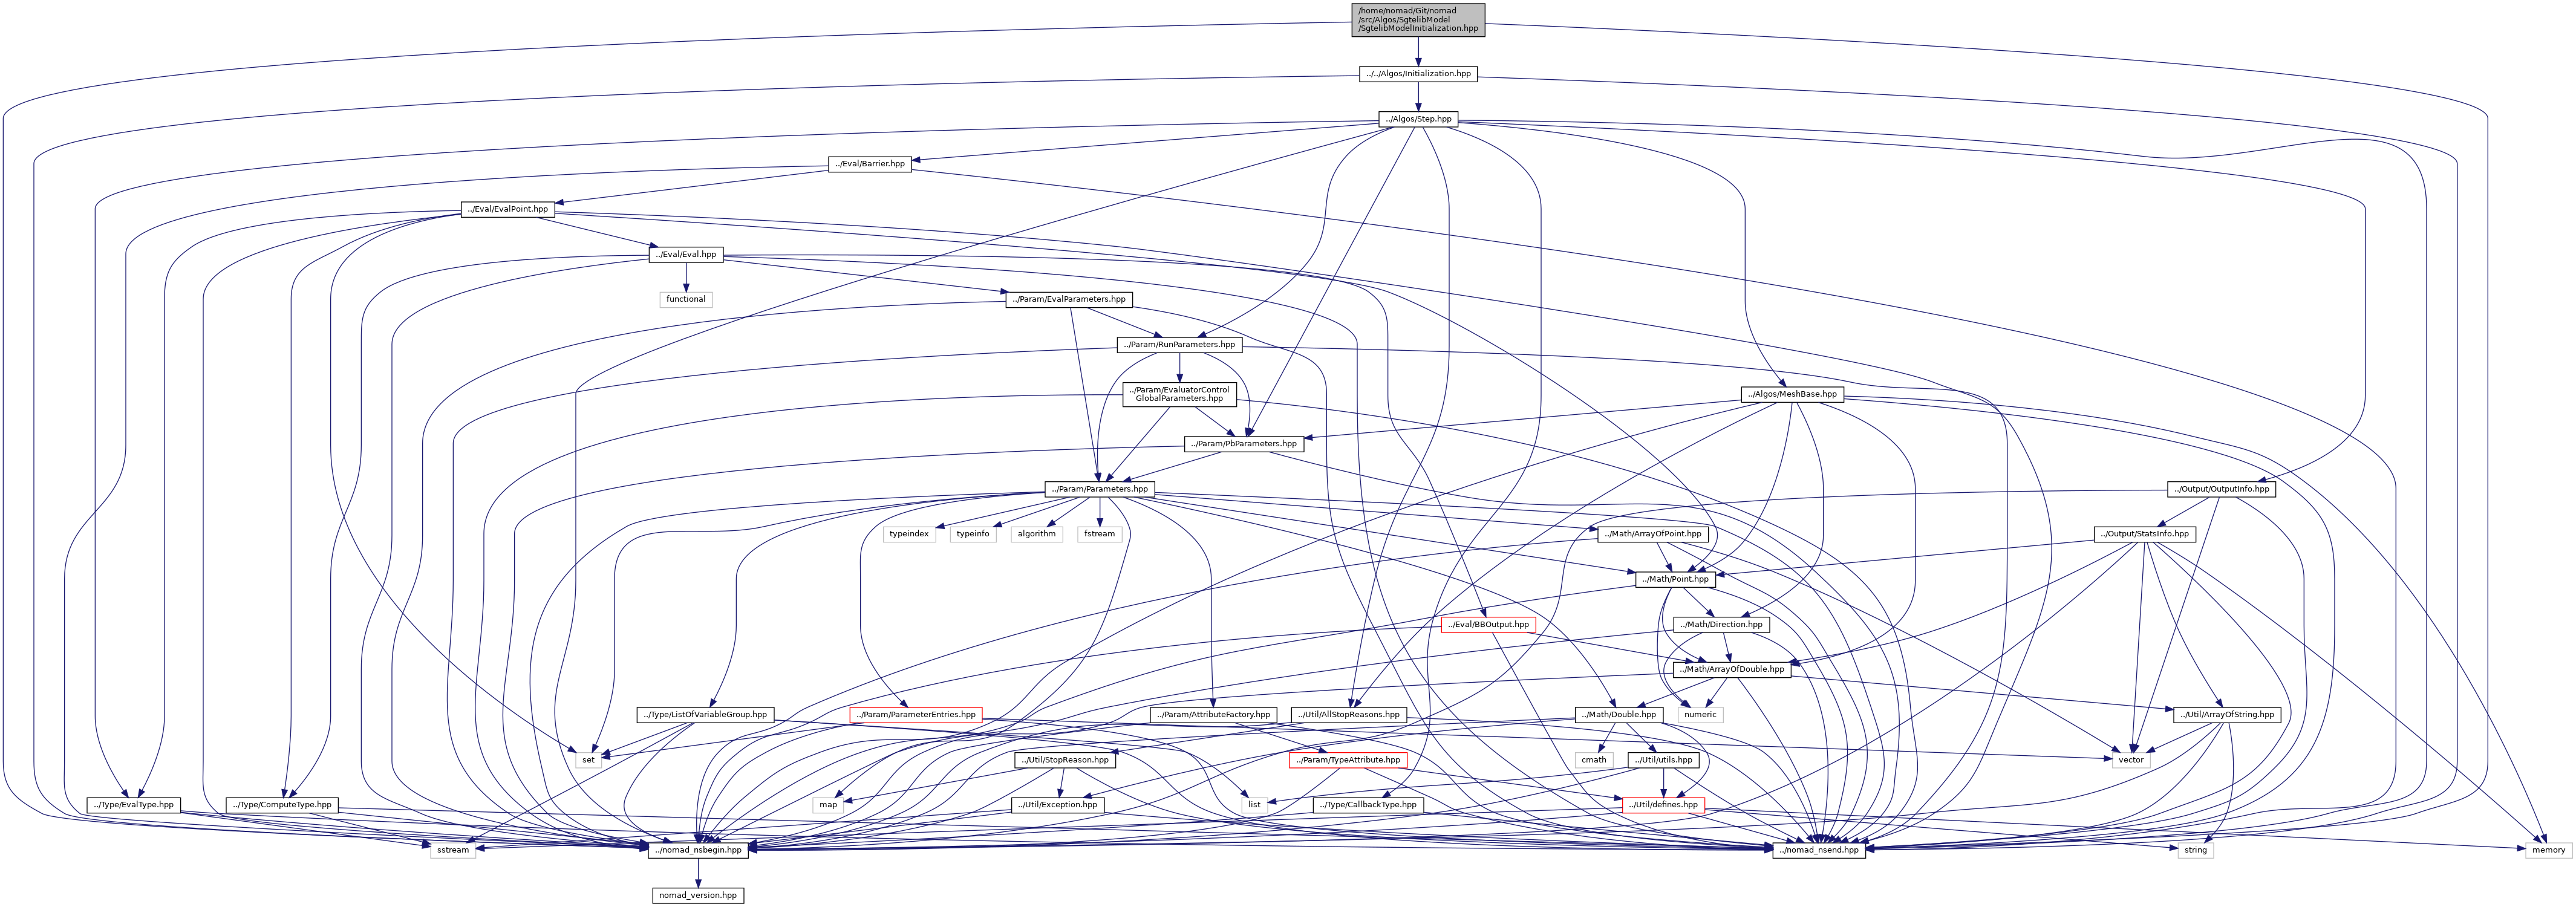 /home/nomad/Git/nomad
/src/Algos/SgtelibModel
/SgtelibModelInitialization.hpp
../../Algos/Initialization.hpp
../Algos/Step.hpp
../Eval/Barrier.hpp
../Eval/EvalPoint.hpp
../Eval/Eval.hpp
functional
../Param/EvalParameters.hpp
../Param/RunParameters.hpp
../Param/EvaluatorControl
GlobalParameters.hpp
../Algos/MeshBase.hpp
../Param/PbParameters.hpp
../Param/Parameters.hpp
../Output/OutputInfo.hpp
typeindex
typeinfo
algorithm
fstream
../Math/ArrayOfPoint.hpp
../Output/StatsInfo.hpp
../Math/Point.hpp
../Eval/BBOutput.hpp
../Math/Direction.hpp
../Math/ArrayOfDouble.hpp
../Type/ListOfVariableGroup.hpp
../Param/ParameterEntries.hpp
../Param/AttributeFactory.hpp
../Util/AllStopReasons.hpp
../Math/Double.hpp
numeric
../Util/ArrayOfString.hpp
set
../Util/StopReason.hpp
../Param/TypeAttribute.hpp
cmath
../Util/utils.hpp
vector
../Type/EvalType.hpp
../Type/ComputeType.hpp
map
../Util/Exception.hpp
list
../Type/CallbackType.hpp
../Util/defines.hpp
sstream
../nomad_nsbegin.hpp
../nomad_nsend.hpp
string
memory
nomad_version.hpp